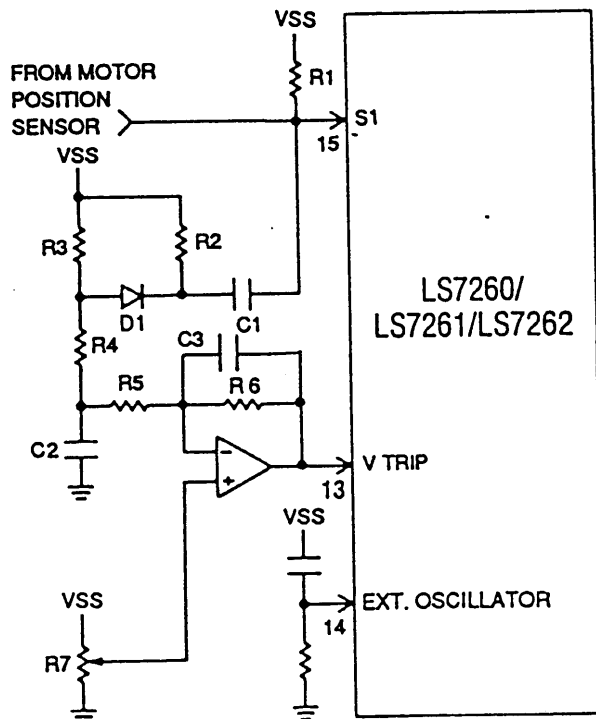 VSS
R1
FROM MOTOR
POSITION
SENSOR
S1
15
VSS
R3
R2
D1
C1
LS7260/
LS7261/LS7262
R4
C3
R5
R6
C2
-
+
V TRIP
13
VSS
VSS
EXT. OSCILLATOR
14
R7